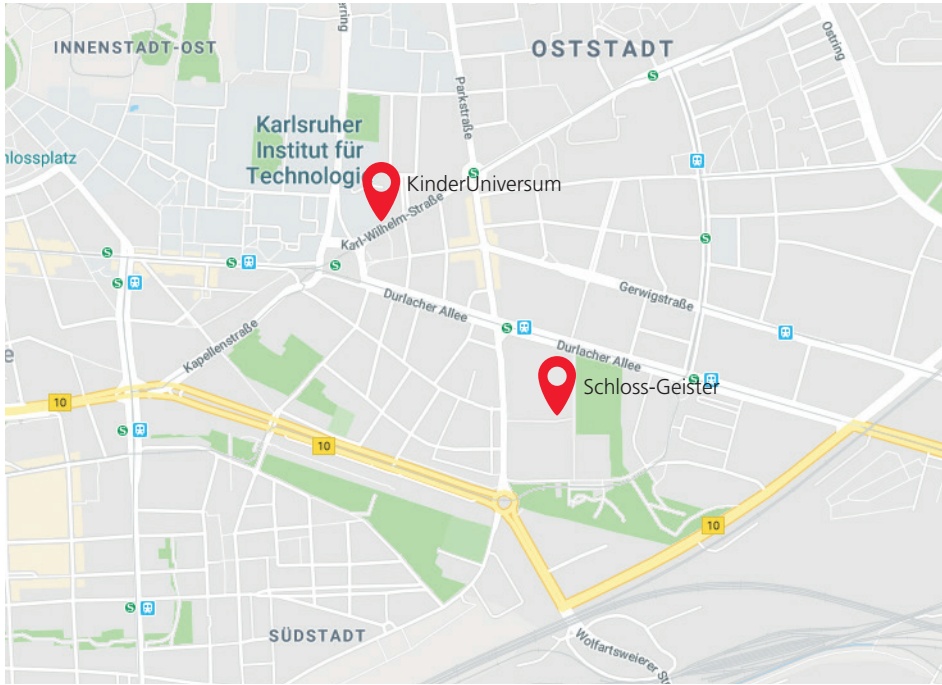 INNENSTADT-OST
OSTSTADT
Ostring
Parkstraße
Karlsruher
Institut für
Technologie
KinderUniversum
Karl-Wilhelm-Straße
Durlacher Allee
Gerwigstraße
Kapellenstraße
Durlacher Allee
Schloss-Geister
10
10
10
SÜDSTADT
S
S
S
S
S
S
S
S
S
S